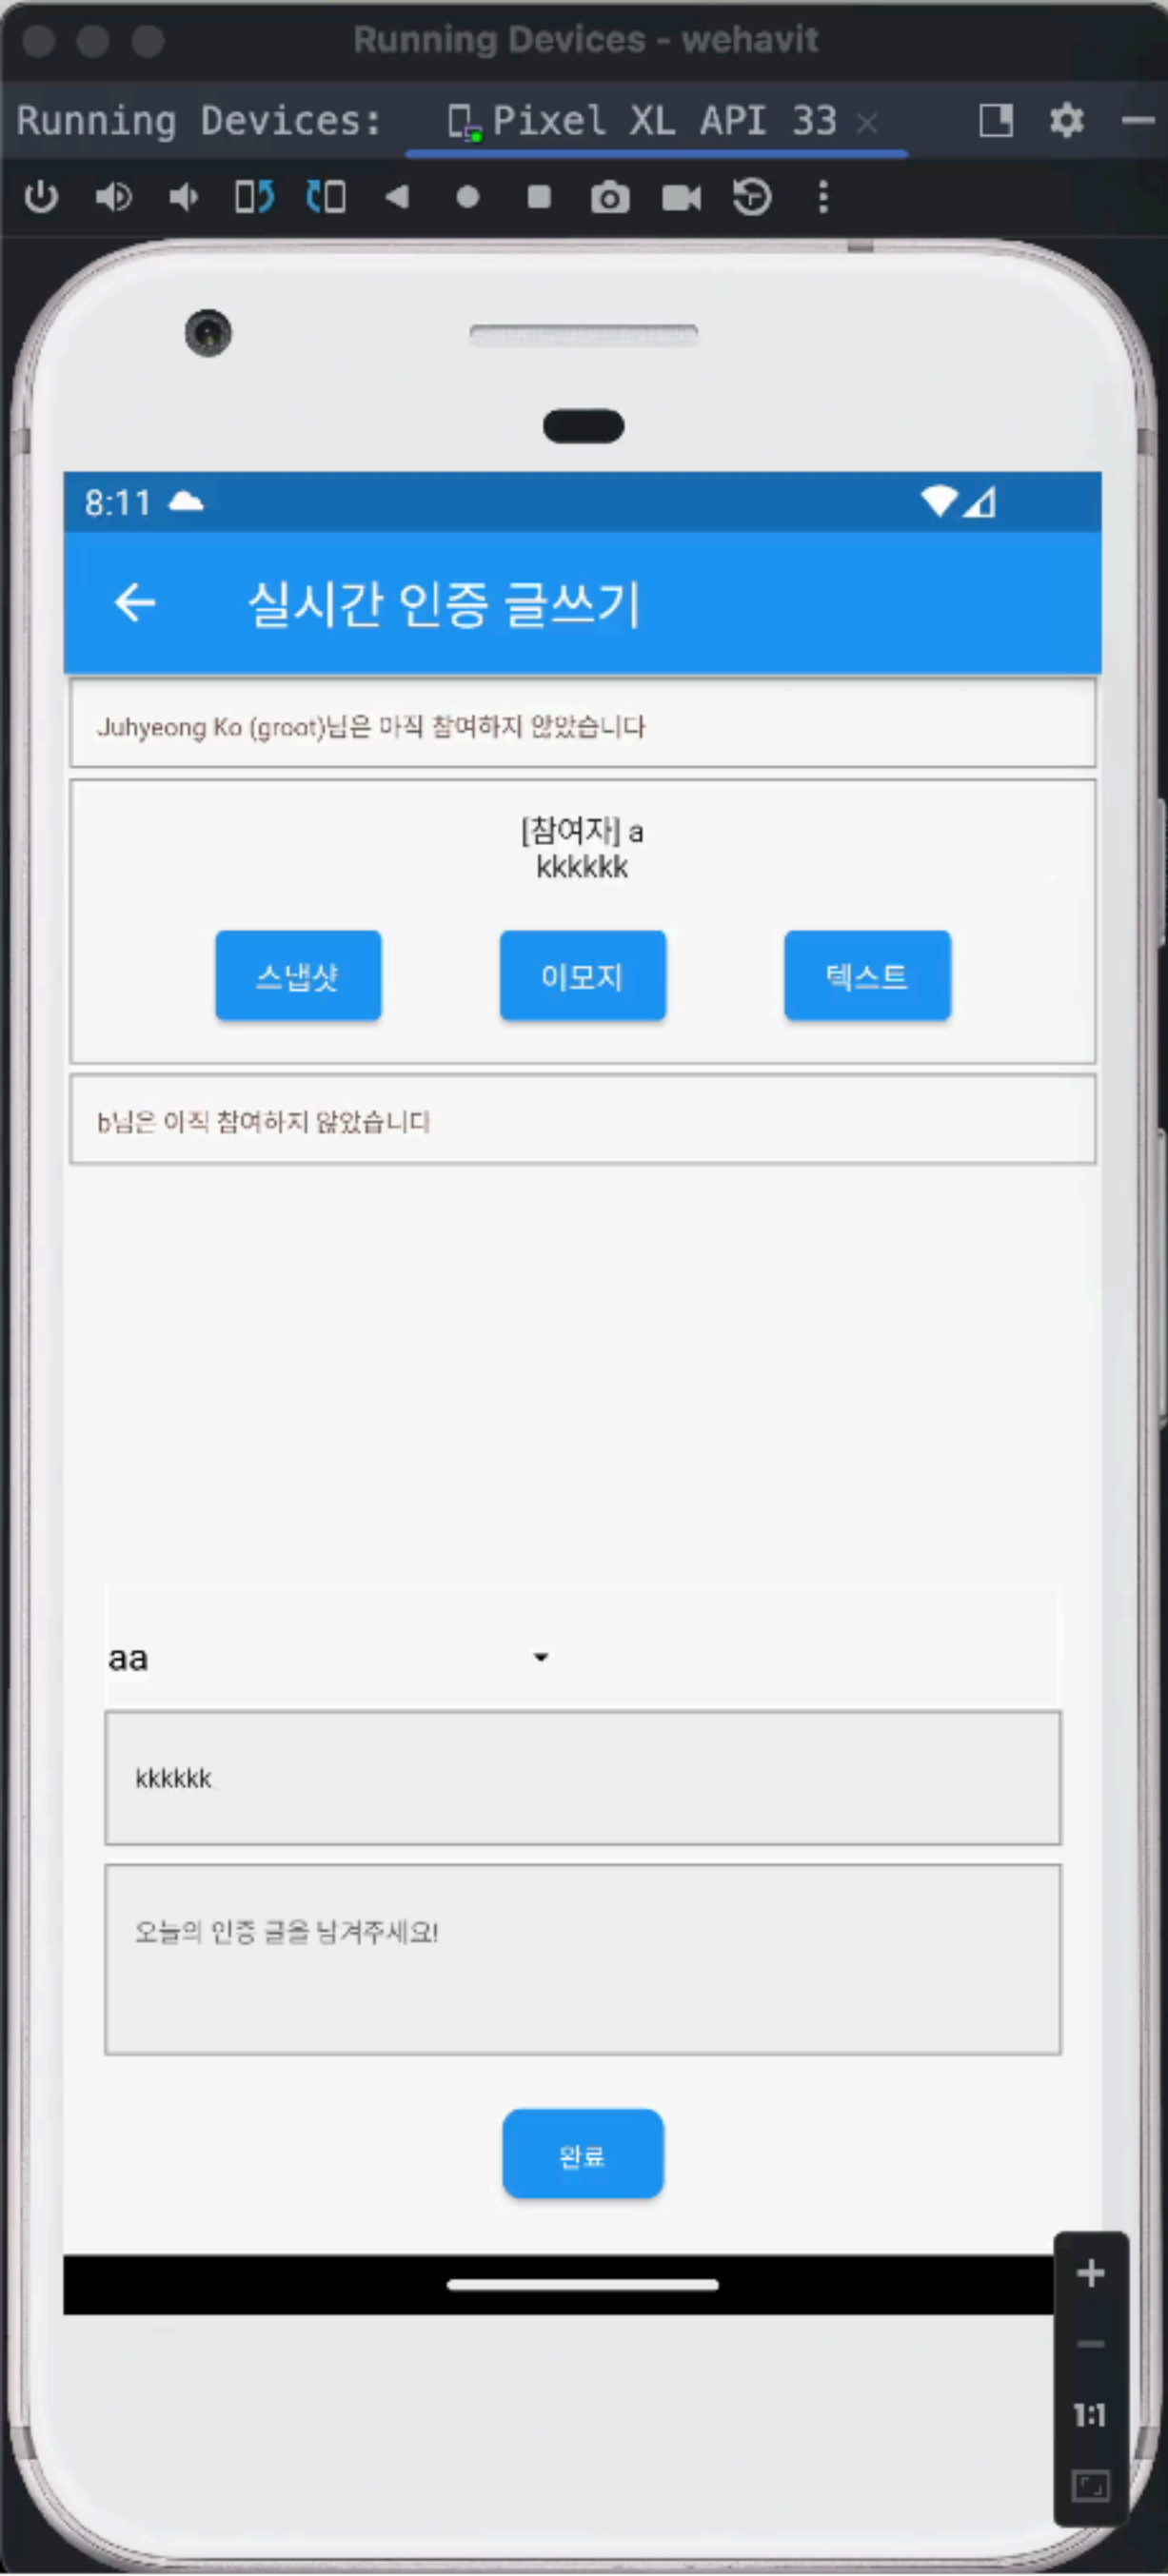 Running Devices - wehavit
Running Devices: Pixel XL API 33
8:11
실시간 인증 글쓰기
Juhyeong Ko (groot)님은 아직 참여하지 않았습니다
[참여자] a
kkkkkk
스냅샷 이모지 텍스트
b님은 아직 참여하지 않았습니다
aa
kkkkkk
오늘의 인증 글을 남겨주세요!
완료
1:1